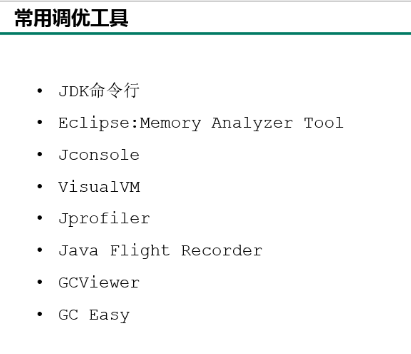 常用调优工具
• JDK命令行
• Eclipse:Memory Analyzer Tool
• Jconsole
• VisualVM
• Jprofiler
• Java Flight Recorder
• GCViewer
• GC Easy